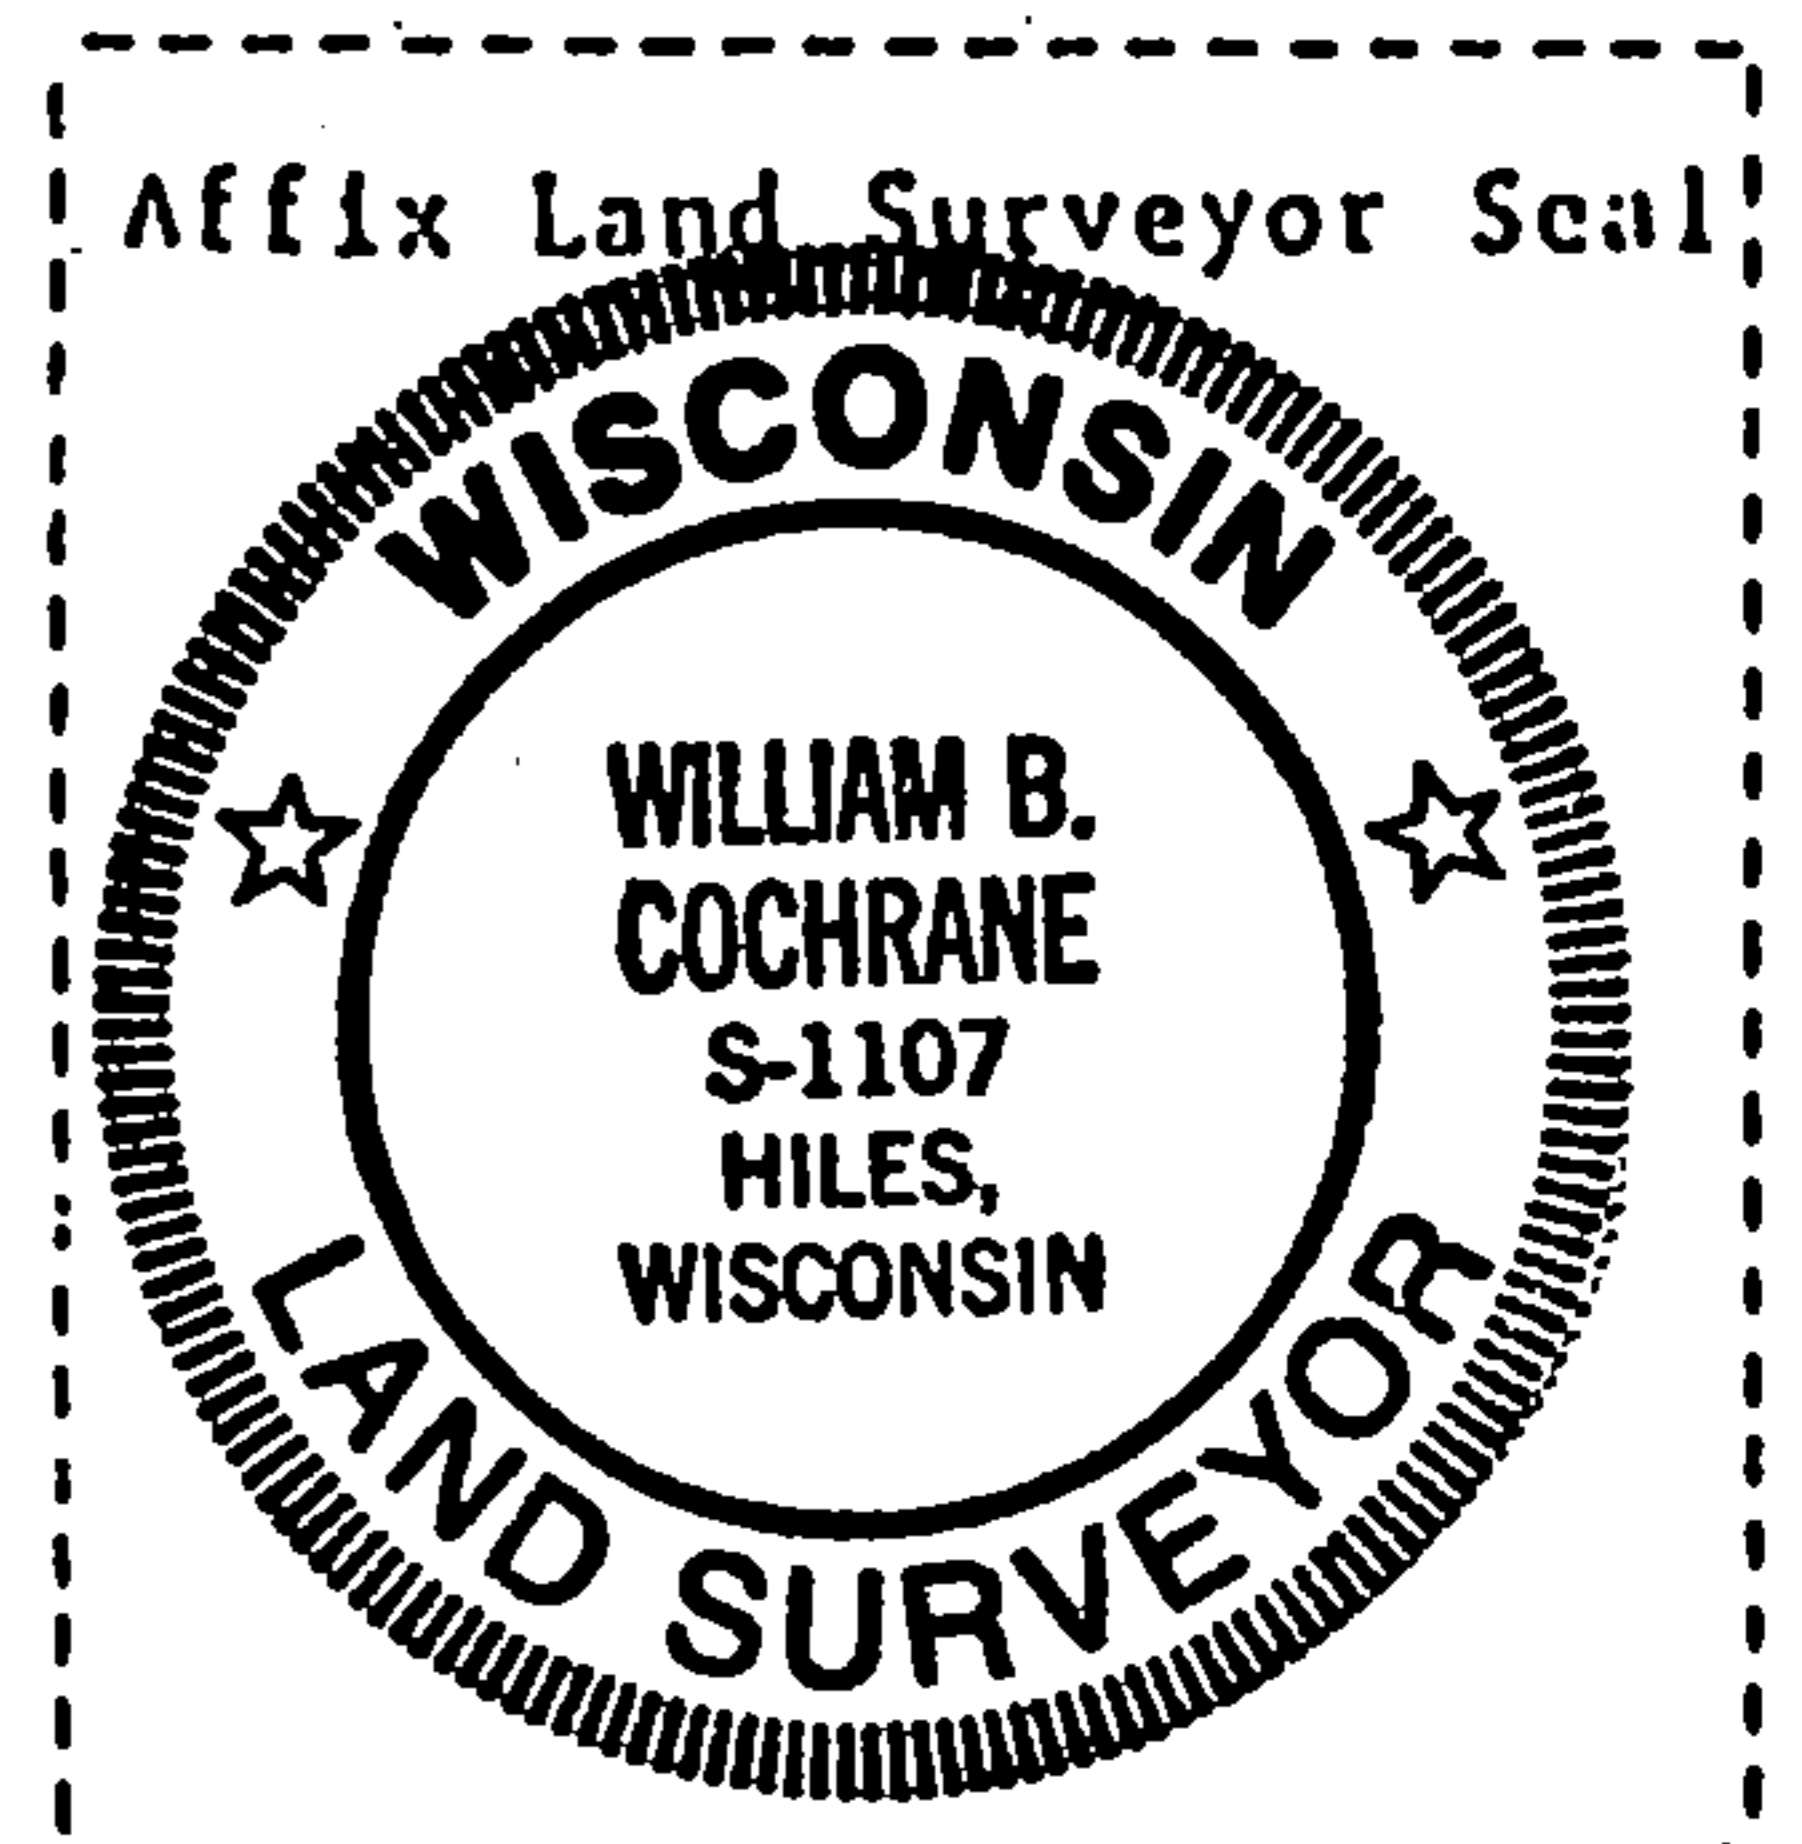 Affix Land Surveyor Seal
WISCONSIN
WILLIAM B.
COCHRANE
S-1107
HILES,
WISCONSIN
LAND SURVEYOR